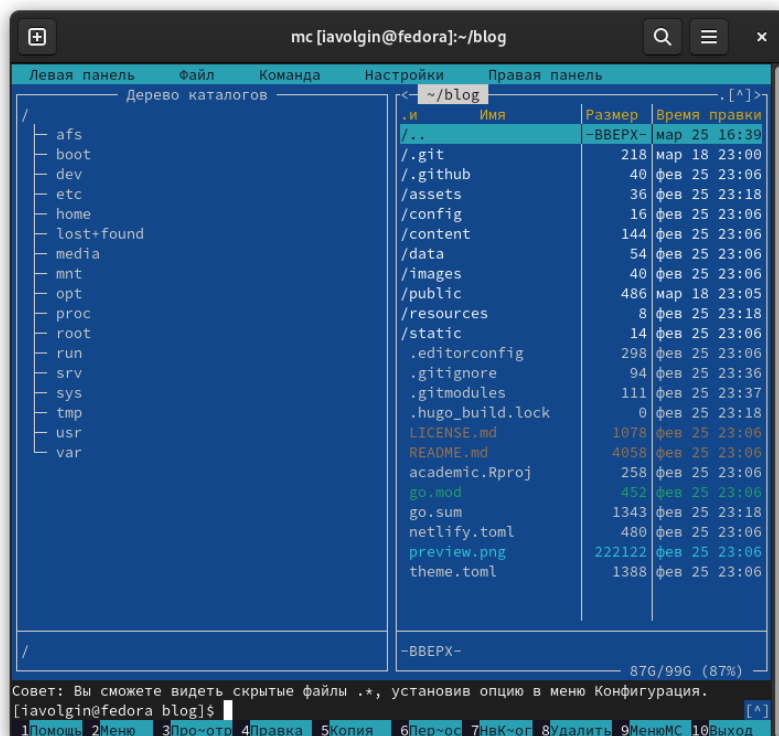 mc [iavolgin@fedora]:~/blog
Левая панель Файл Команда Настройки Правая панель
Дерево каталогов
/
afs
boot
dev
etc
home
lost+found
media
mnt
opt
proc
root
run
srv
sys
tmp
usr
var
/
<- ~/blog .[^]>
.и Имя Размер Время правки
/.. -ВВЕРХ- мар 25 16:39
/.git 218 мар 18 23:00
/.github 40 фев 25 23:06
/assets 36 фев 25 23:18
/config 16 фев 25 23:06
/content 144 фев 25 23:06
/data 54 фев 25 23:06
/images 40 фев 25 23:06
/public 486 мар 18 23:05
/resources 8 фев 25 23:18
/static 14 фев 25 23:06
.editorconfig 298 фев 25 23:06
.gitignore 94 фев 25 23:36
.gitmodules 111 фев 25 23:37
.hugo_build.lock 0 фев 25 23:18
LICENSE.md 1078 фев 25 23:06
README.md 4058 фев 25 23:06
academic.Rproj 258 фев 25 23:06
go.mod 452 фев 25 23:06
go.sum 1343 фев 25 23:18
netlify.toml 480 фев 25 23:06
preview.png 222122 фев 25 23:06
theme.toml 1388 фев 25 23:06
-ВВЕРХ-
87G/99G (87%)
Совет: Вы сможете видеть скрытые файлы .*, установив опцию в меню Конфигурация.
[iavolgin@fedora blog]$ [^]
1Помощь 2Меню 3Про~отр 4Правка 5Копия 6Пер~ос 7НвК~ог 8Удалить 9МенюMC 10Выход